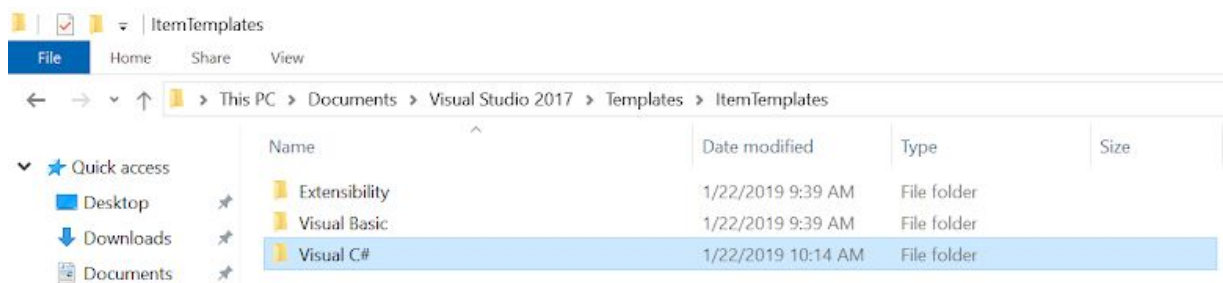 ItemTemplates
File Home Share View
This PC > Documents > Visual Studio 2017 > Templates > ItemTemplates
Name Date modified Type Size
Quick access
Desktop
Downloads
Documents
Extensibility 1/22/2019 9:39 AM File folder
Visual Basic 1/22/2019 9:39 AM File folder
Visual C# 1/22/2019 10:14 AM File folder